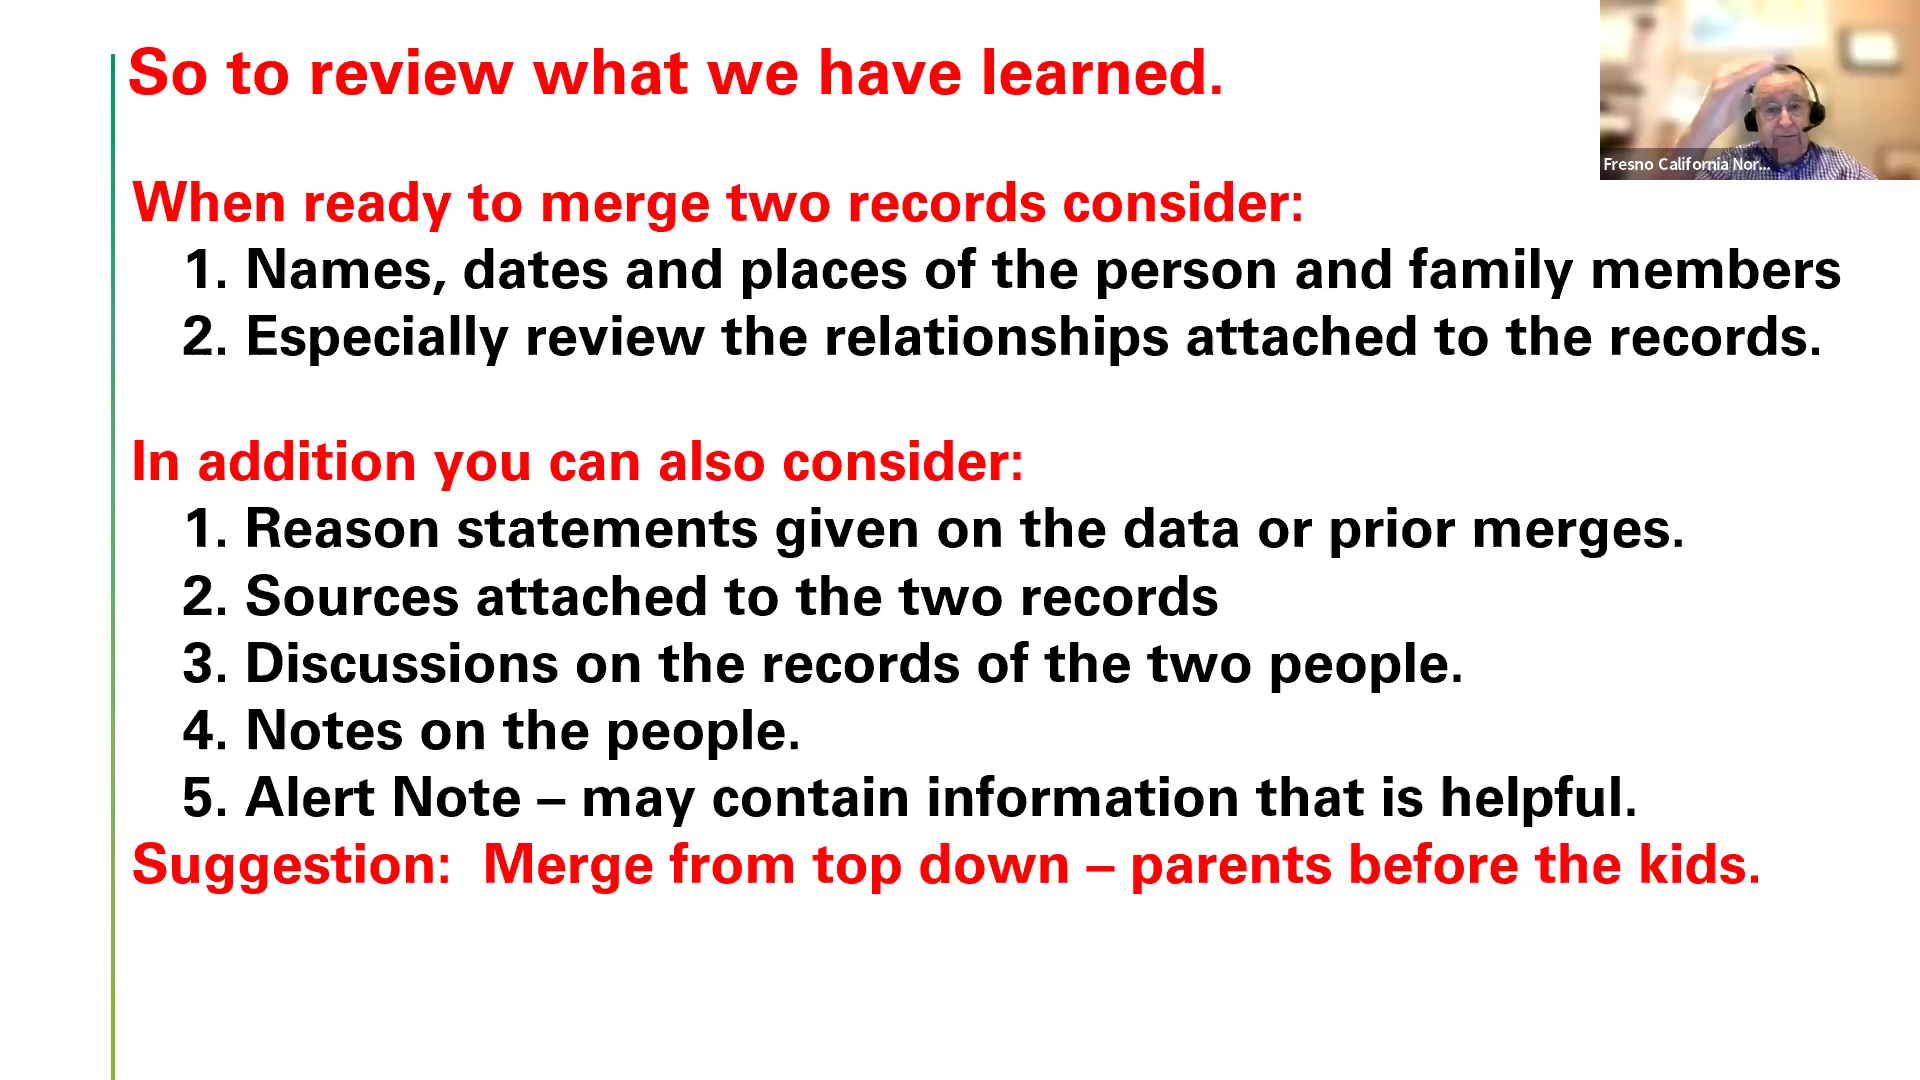 So to review what we have learned.
Fresno California Nor...
When ready to merge two records consider:
1. Names, dates and places of the person and family members
2. Especially review the relationships attached to the records.
In addition you can also consider:
1. Reason statements given on the data or prior merges.
2. Sources attached to the two records
3. Discussions on the records of the two people.
4. Notes on the people.
5. Alert Note – may contain information that is helpful.
Suggestion:  Merge from top down – parents before the kids.